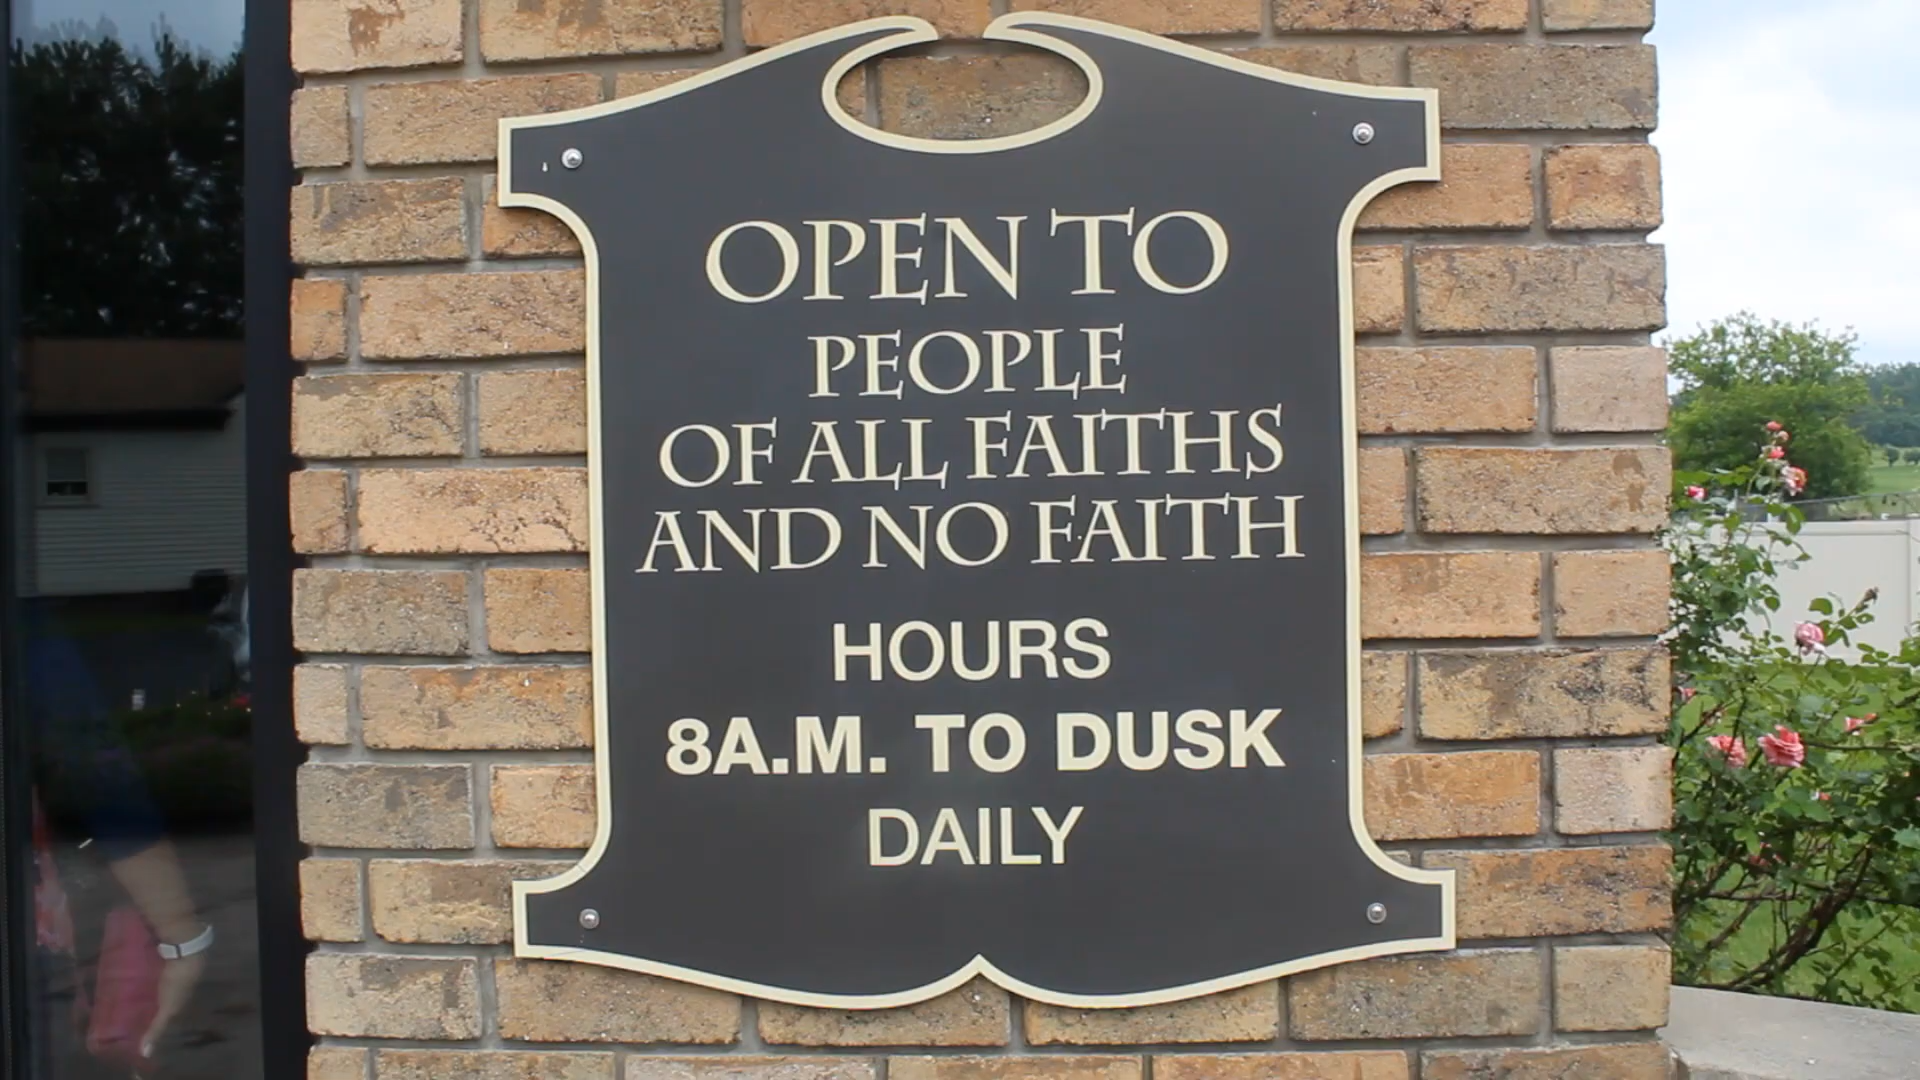 OPEN TO
PEOPLE
OF ALL FAITHS
AND NO FAITH
HOURS
8A.M. TO DUSK
DAILY